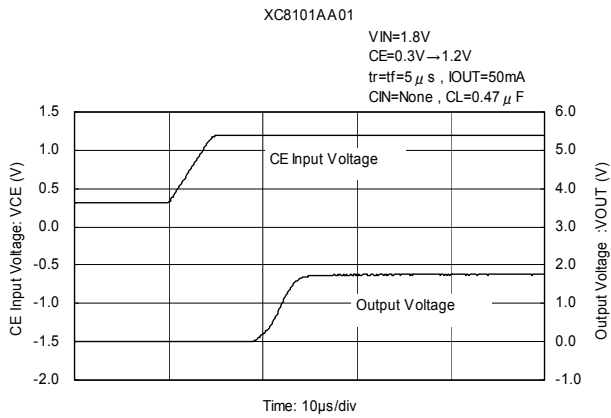 XC8101AA01
VIN=1.8V
CE=0.3V→1.2V
tr=tf=5μs , IOUT=50mA
CIN=None , CL=0.47μF
CE Input Voltage: VCE (V)
1.5
1.0
0.5
0.0
-0.5
-1.0
-1.5
-2.0
CE Input Voltage
Output Voltage
6.0
5.0
4.0
3.0
2.0
1.0
0.0
-1.0
Output Voltage :VOUT (V)
Time: 10μs/div